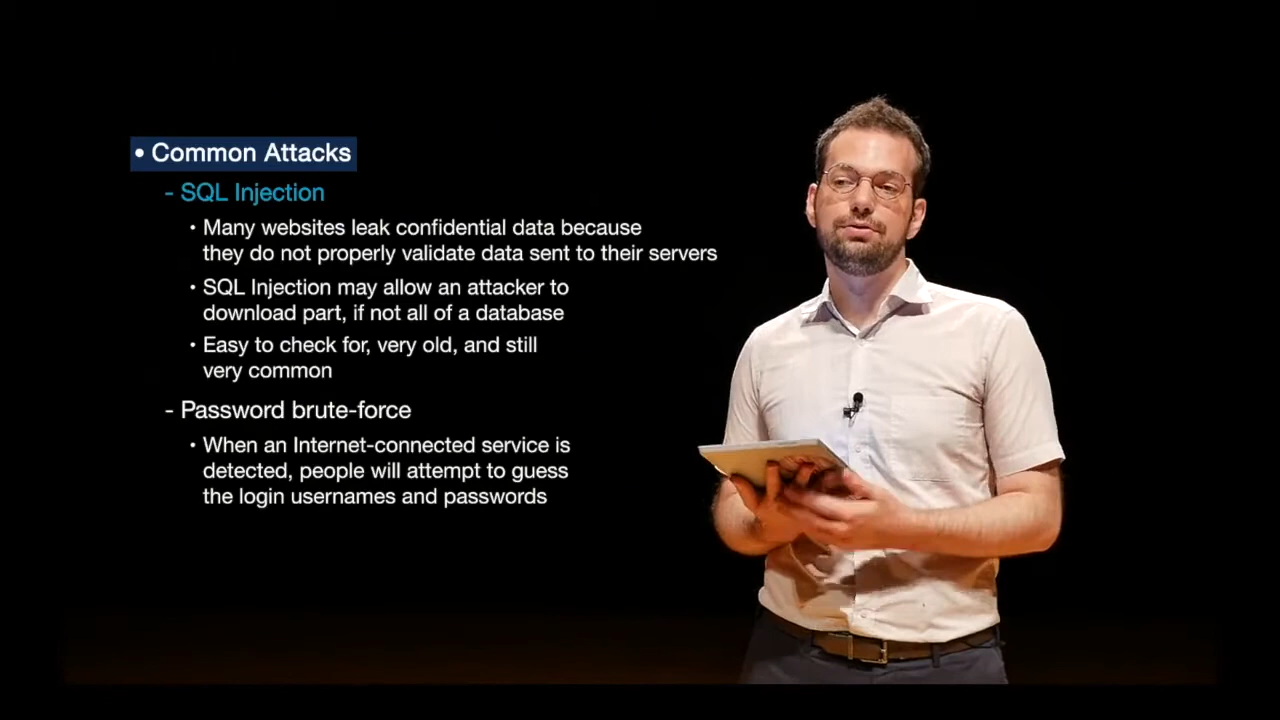 • Common Attacks
- SQL Injection
• Many websites leak confidential data because
they do not properly validate data sent to their servers
• SQL Injection may allow an attacker to
download part, if not all of a database
• Easy to check for, very old, and still
very common
- Password brute-force
• When an Internet-connected service is
detected, people will attempt to guess
the login usernames and passwords